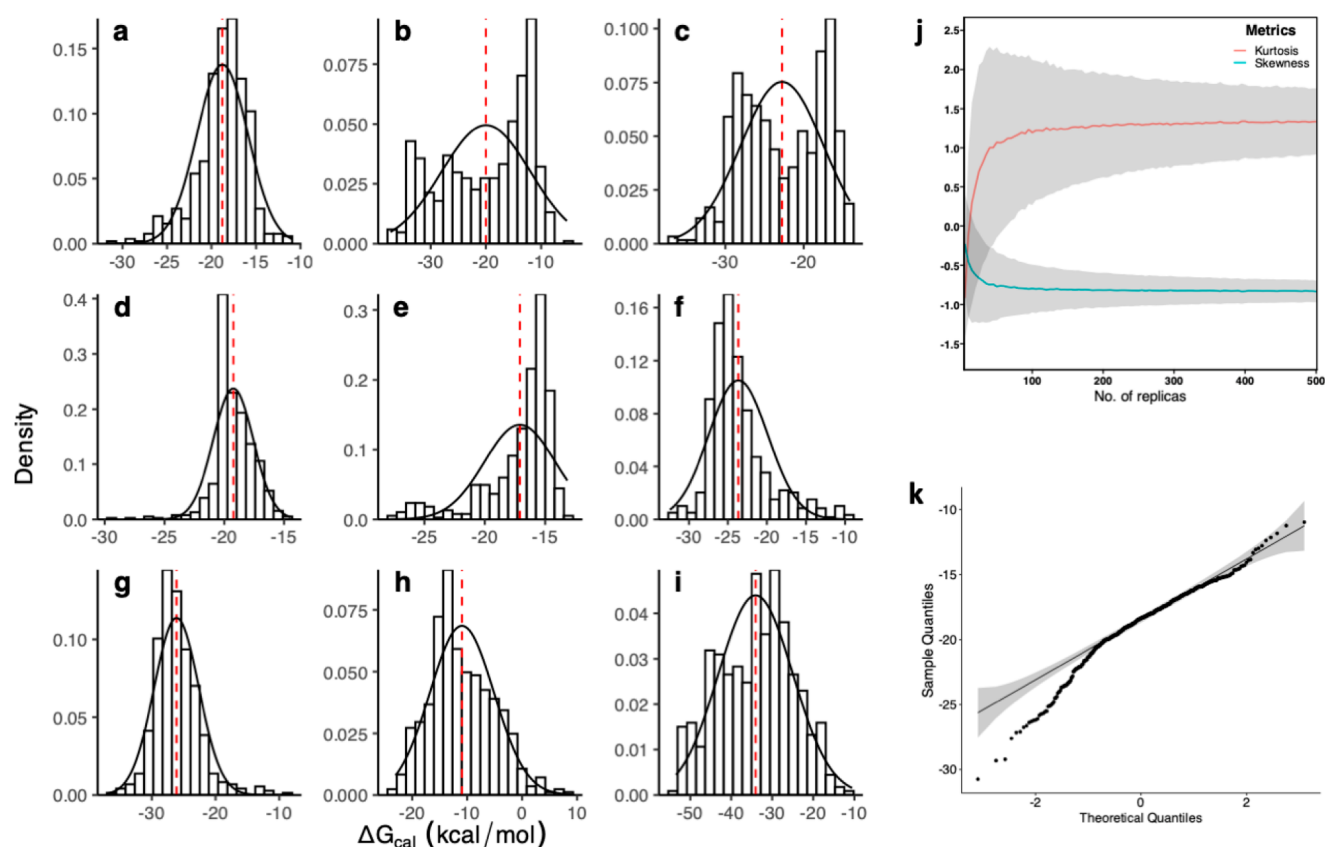 a
0.15
0.10
0.05
0.00
-30 -25 -20 -15 -10
b
0.075
0.050
0.025
0.000
-30 -20 -10
c
0.100
0.075
0.050
0.025
0.000
-30 -20
d
0.4
0.3
0.2
0.1
0.0
-30 -25 -20 -15
e
0.3
0.2
0.1
0.0
-25 -20 -15
f
0.16
0.12
0.08
0.04
0.00
-30 -25 -20 -15 -10
g
0.10
0.05
0.00
-30 -20 -10
h
0.075
0.050
0.025
0.000
-20 -10 0 10
i
0.04
0.03
0.02
0.01
0.00
-50 -40 -30 -20 -10
Density
ΔGcal (kcal/mol)
j
Metrics
Kurtosis
Skewness
2.5
2.0
1.5
1.0
0.5
0.0
-0.5
-1.0
-1.5
100 200 300 400 500
No. of replicas
k
Sample Quantiles
-10
-15
-20
-25
-30
-2 0 2
Theoretical Quantiles